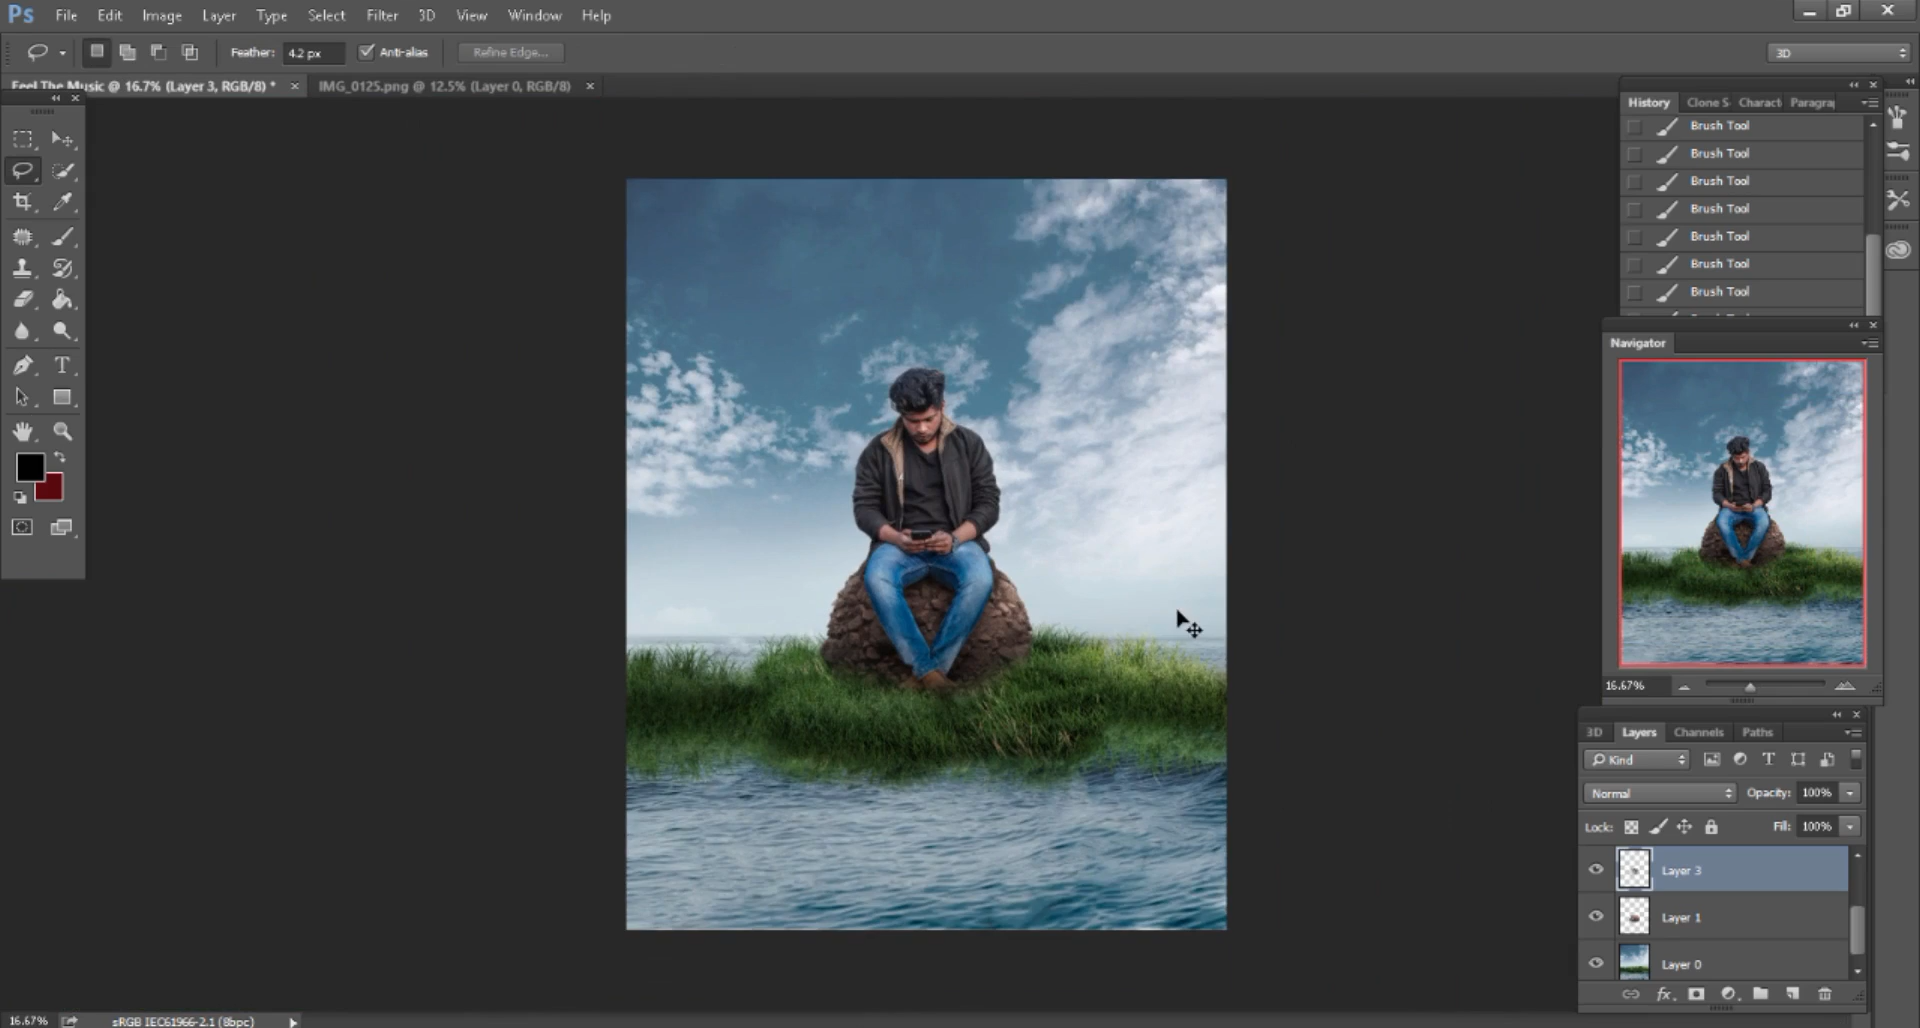 Ps File Edit Image Layer Type Select Filter 3D View Window Help
Feather: 4.2 px Anti-alias Refine Edge... 3D
Feel The Music @ 16.7% (Layer 3, RGB/8) * × IMG_0125.png @ 12.5% (Layer 0, RGB/8) ×
History Clone S Charact Paragra
Brush Tool
Brush Tool
Brush Tool
Brush Tool
Brush Tool
Brush Tool
Brush Tool
Navigator
16.67%
3D Layers Channels Paths
Kind
Normal Opacity: 100%
Lock: Fill: 100%
Layer 3
Layer 1
Layer 0
16.67% sRGB IEC61966-2.1 (8bpc)